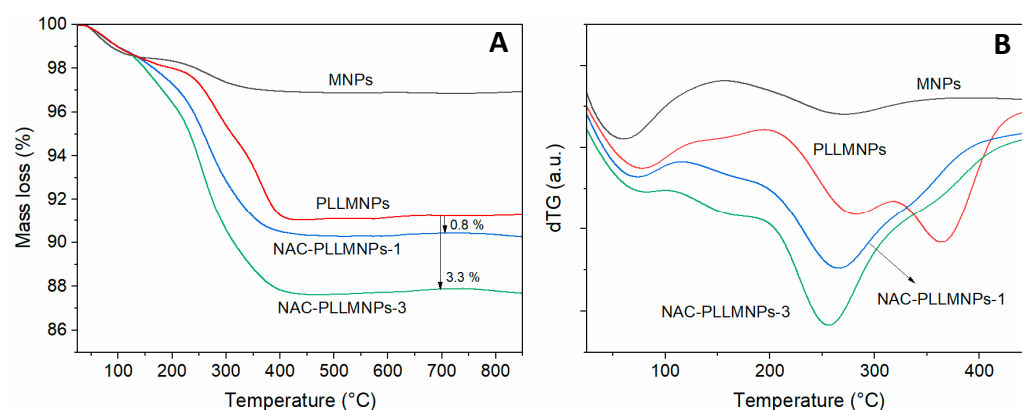 A
100
98
96
94
92
90
88
86
Mass loss (%)
MNPs
PLLMNPs
NAC-PLLMNPs-1
NAC-PLLMNPs-3
0.8 %
3.3 %
100 200 300 400 500 600 700 800
Temperature (°C)
B
dTG (a.u.)
MNPs
PLLMNPs
NAC-PLLMNPs-1
NAC-PLLMNPs-3
100 200 300 400
Temperature (°C)